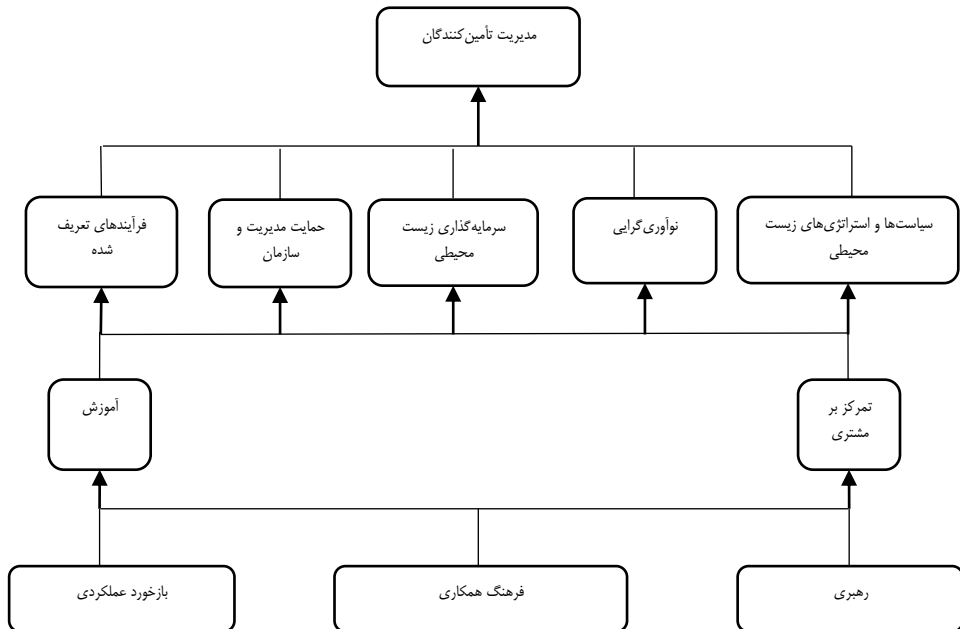 مدیریت تأمین‌کنندگان
سیاست‌ها و استراتژی‌های زیست
محیطی
نوآوری‌گرایی
سرمایه‌گذاری زیست
محیطی
حمایت مدیریت و
سازمان
فرآیندهای تعریف
شده
تمرکز بر
مشتری
آموزش
رهبری
فرهنگ همکاری
بازخورد عملکردی